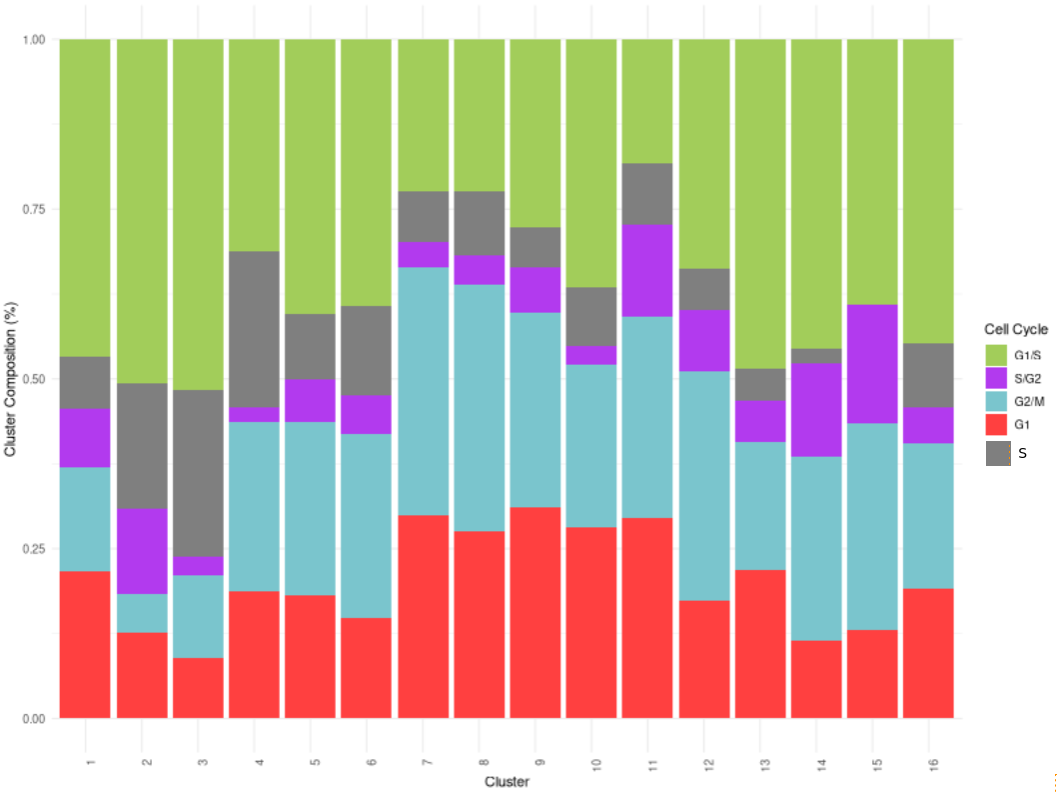 1.00
0.75
0.50
0.25
0.00
Cluster Composition (%)
1 2 3 4 5 6 7 8 9 10 11 12 13 14 15 16
Cluster
Cell Cycle
G1/S
S/G2
G2/M
G1
S